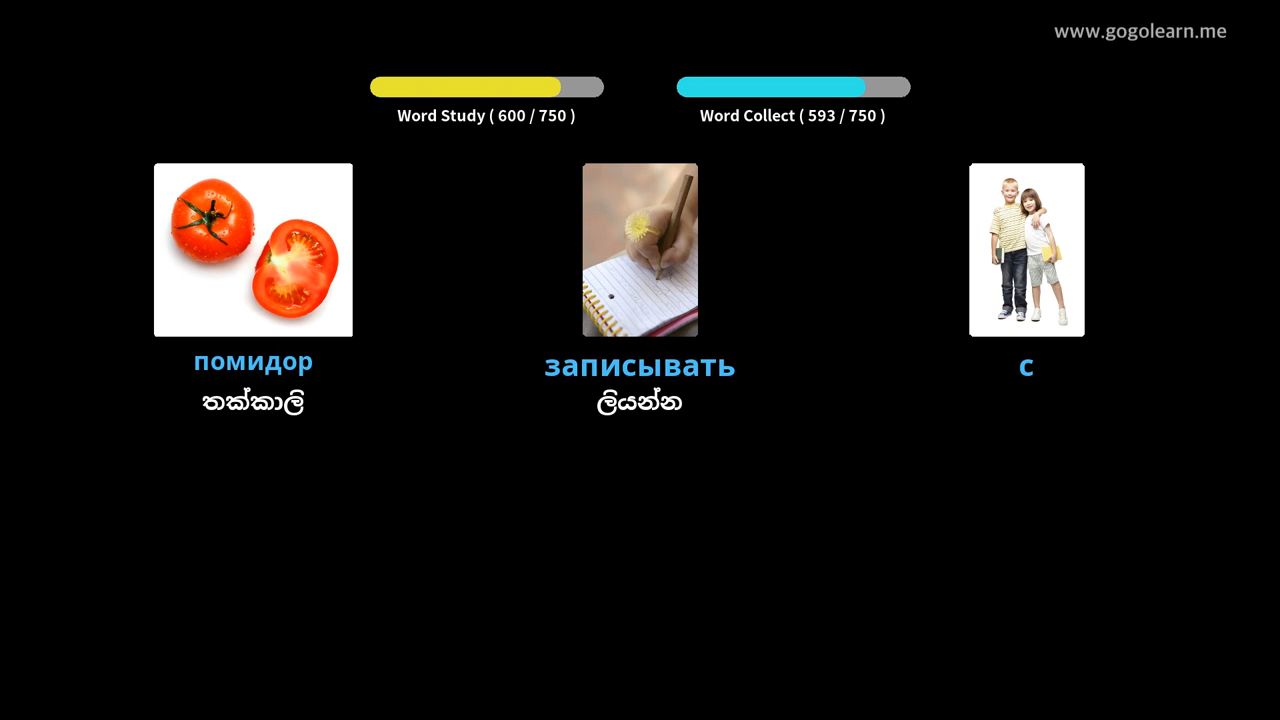 www.gogolearn.me
Word Study ( 600 / 750 )
Word Collect ( 593 / 750 )
помидор
තක්කාලි
записывать
ලියන්න
с